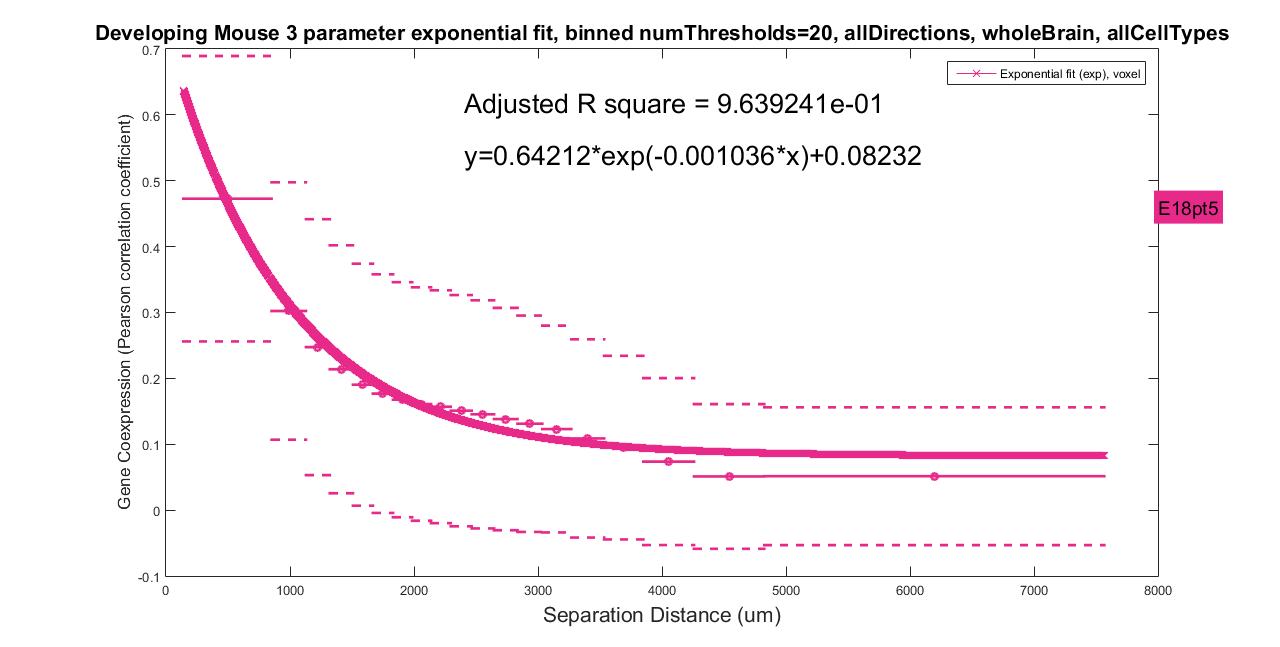 Developing Mouse 3 parameter exponential fit, binned numThresholds=20, allDirections, wholeBrain, allCellTypes
Exponential fit (exp), voxel
Adjusted R square = 9.639241e-01
y=0.64212*exp(-0.001036*x)+0.08232
E18pt5
Gene Coexpression (Pearson correlation coefficient)
0.7
0.6
0.5
0.4
0.3
0.2
0.1
0
-0.1
0 1000 2000 3000 4000 5000 6000 7000 8000
Separation Distance (um)